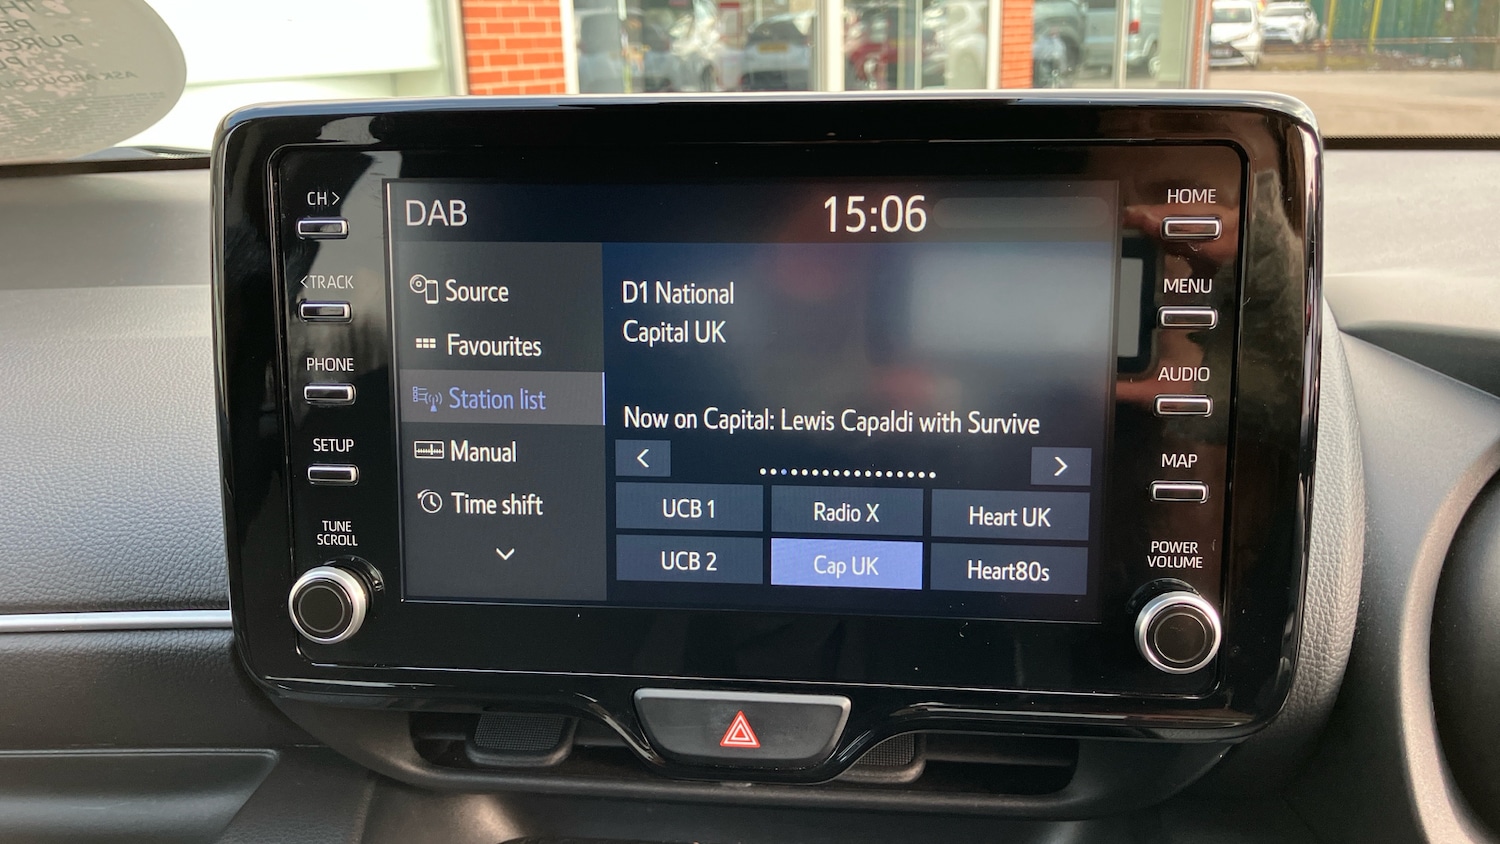 DAB
15:06
CH>
<TRACK
PHONE
SETUP
TUNE
SCROLL
Source
Favourites
Station list
Manual
Time shift
D1 National
Capital UK
Now on Capital: Lewis Capaldi with Survive
<
>
UCB 1
Radio X
Heart UK
UCB 2
Cap UK
Heart80s
HOME
MENU
AUDIO
MAP
POWER
VOLUME